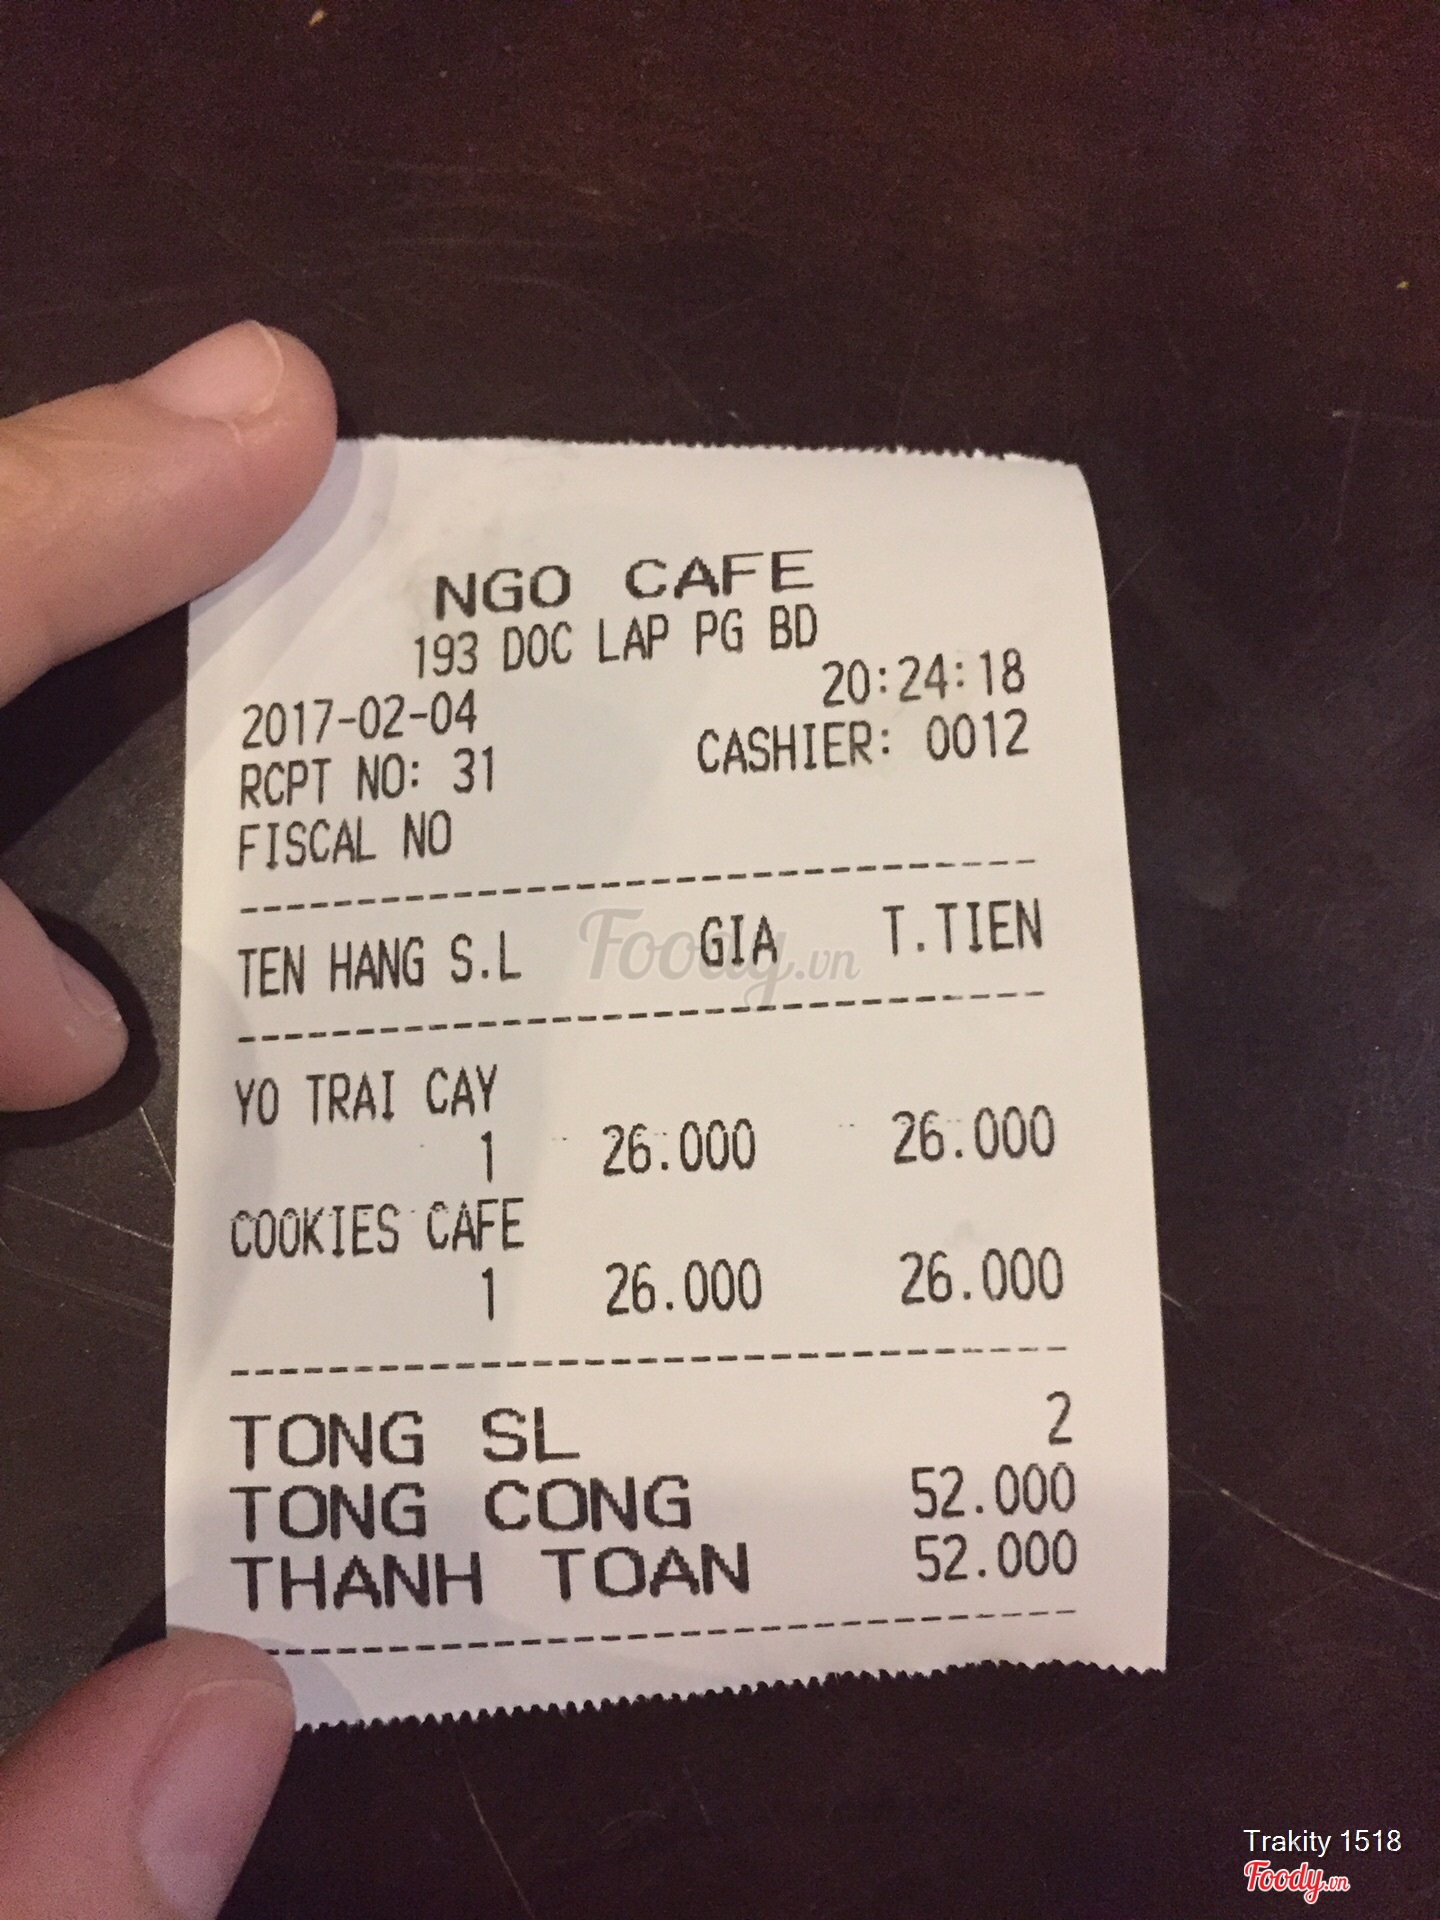 NGO CAFE
193 DOC LAP PG BD
2017-02-04 20:24:18
RCPT NO: 31 CASHIER: 0012
FISCAL NO
TEN HANG S.L GIA T.TIEN
Foody.vn
YO TRAI CAY
1 26.000 26.000
COOKIES CAFE
1 26.000 26.000
TONG SL 2
TONG CONG 52.000
THANH TOAN 52.000
Trakity 1518
Foody.vn